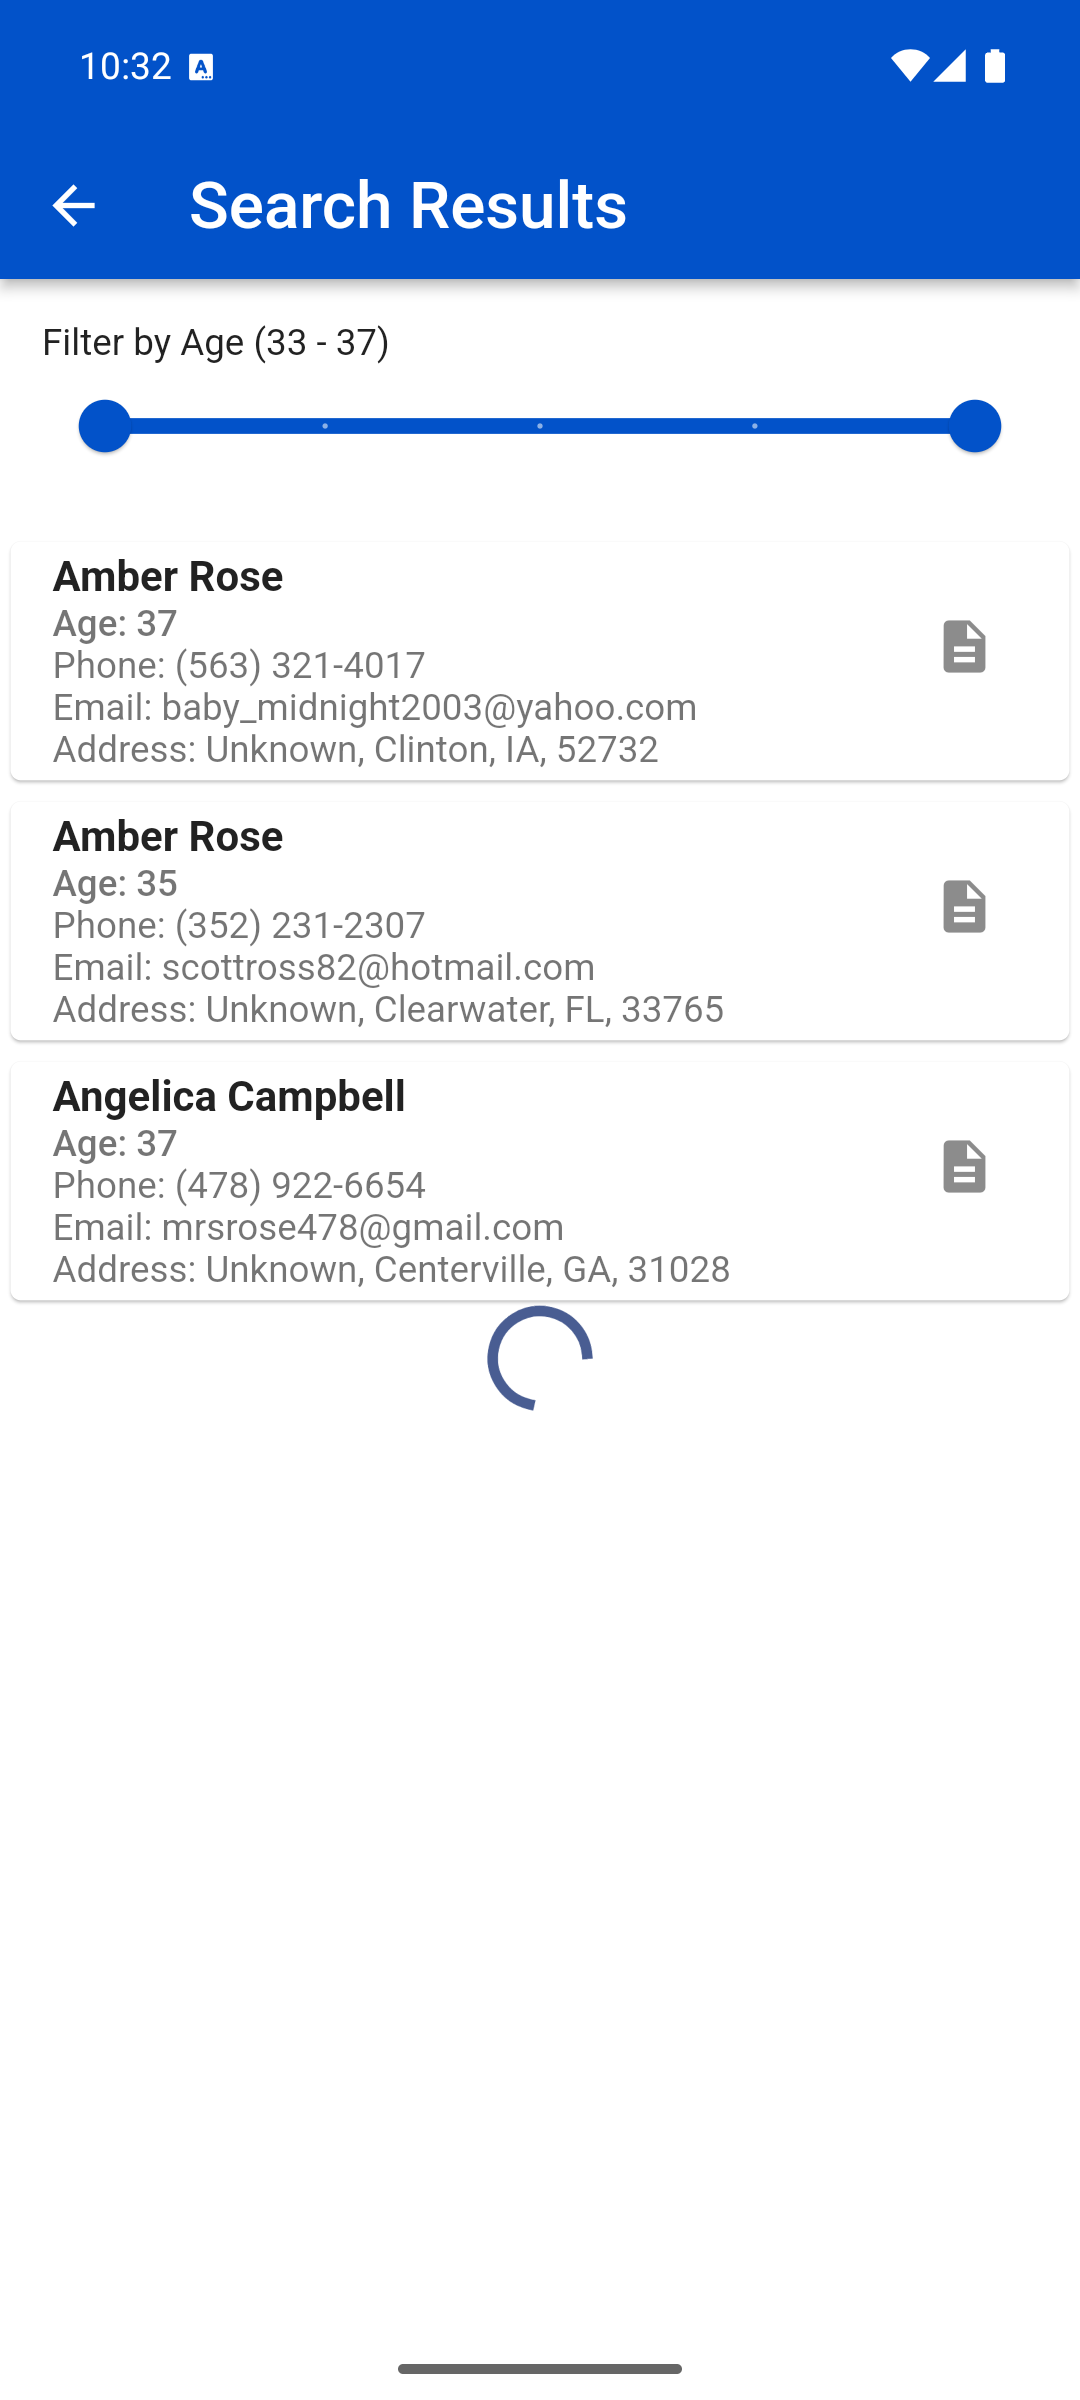 10:32
Search Results
Filter by Age (33 - 37)
Amber Rose
Age: 37
Phone: (563) 321-4017
Email: baby_midnight2003@yahoo.com
Address: Unknown, Clinton, IA, 52732
Amber Rose
Age: 35
Phone: (352) 231-2307
Email: scottross82@hotmail.com
Address: Unknown, Clearwater, FL, 33765
Angelica Campbell
Age: 37
Phone: (478) 922-6654
Email: mrsrose478@gmail.com
Address: Unknown, Centerville, GA, 31028